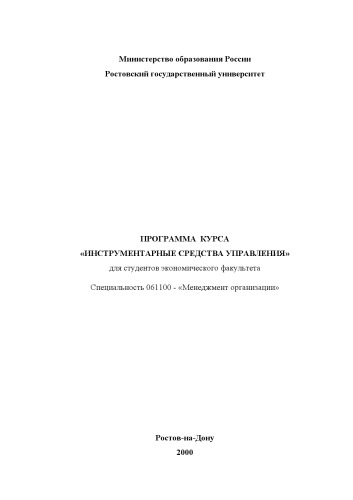 Министерство образования России
Ростовский государственный университет
ПРОГРАММА КУРСА
«ИНСТРУМЕНТАРНЫЕ СРЕДСТВА УПРАВЛЕНИЯ»
для студентов экономического факультета
Специальность 061100 - «Менеджмент организации»
Ростов-на-Дону
2000